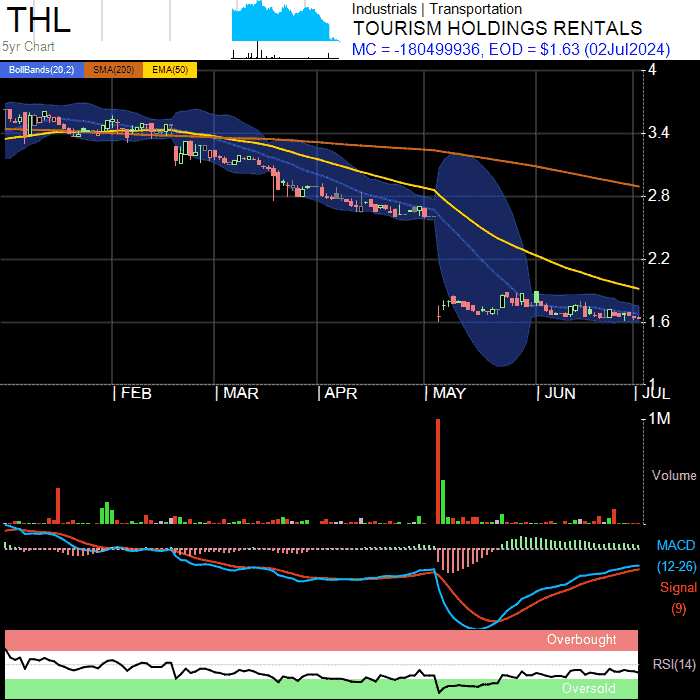 THL
5yr Chart
Industrials | Transportation
TOURISM HOLDINGS RENTALS
MC = -180499936, EOD = $1.63 (02Jul2024)
BollBands(20,2) SMA(200) EMA(50)
4
3.4
2.8
2.2
1.6
1
FEB MAR APR MAY JUN JUL
1M
Volume
MACD
(12-26)
Signal
(9)
Overbought
RSI(14)
Oversold